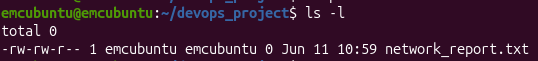 emcubuntu@emcubuntu:~/devops_project$ ls -l
total 0
-rw-rw-r-- 1 emcubuntu emcubuntu 0 Jun 11 10:59 network_report.txt